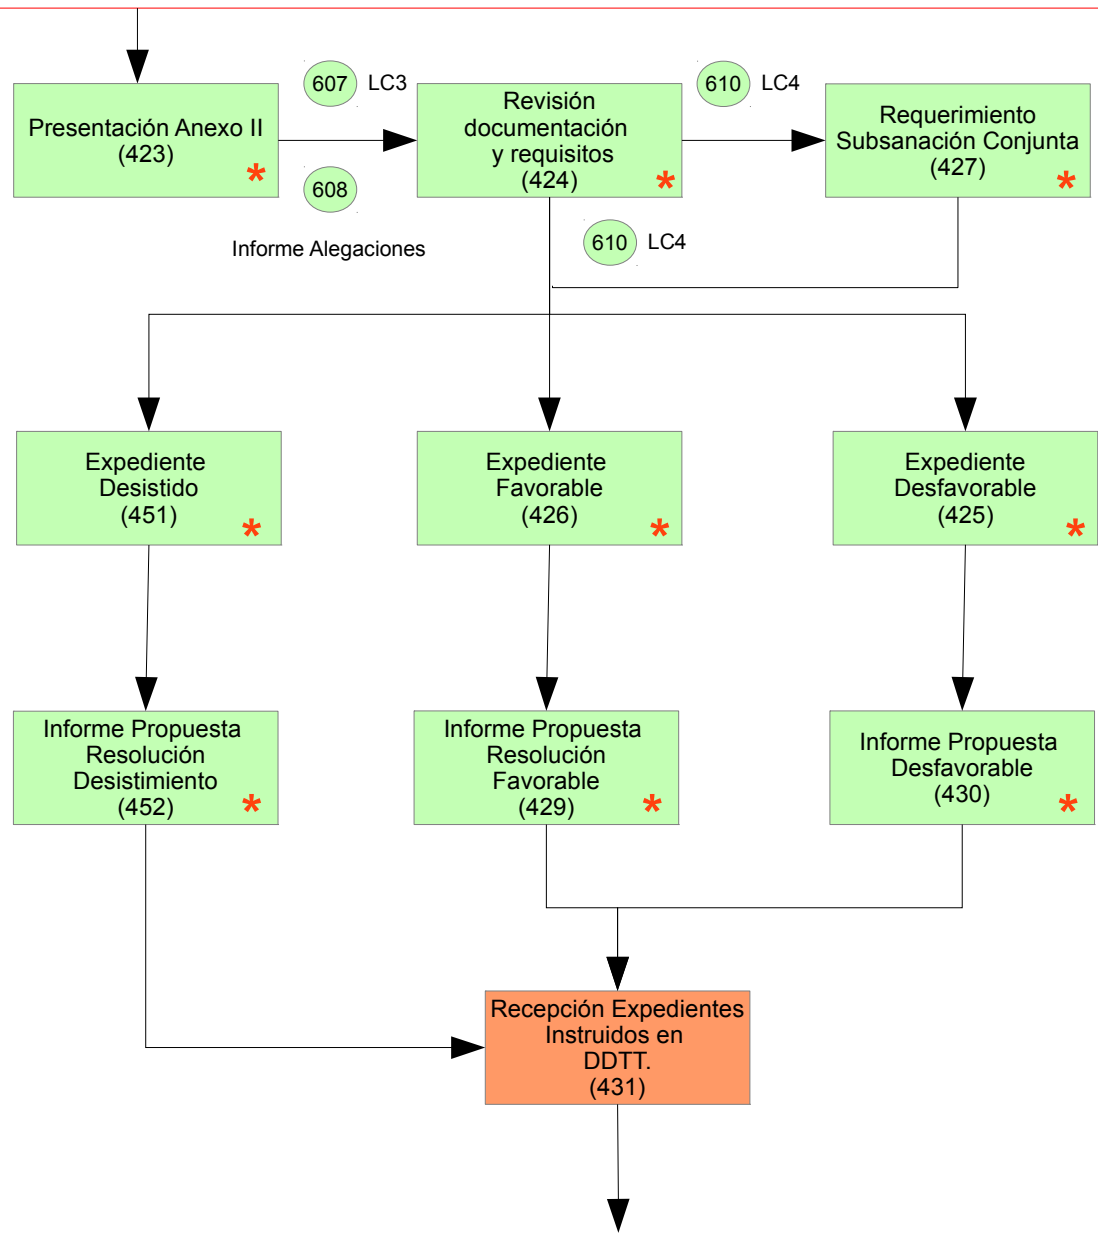 607 LC3
610 LC4
Presentación Anexo II
(423)
*
Revisión
documentación
y requisitos
(424)
*
Requerimiento
Subsanación Conjunta
(427)
*
608
Informe Alegaciones
610 LC4
Expediente
Desistido
(451)
*
Expediente
Favorable
(426)
*
Expediente
Desfavorable
(425)
*
Informe Propuesta
Resolución
Desistimiento
(452)
*
Informe Propuesta
Resolución
Favorable
(429)
*
Informe Propuesta
Desfavorable
(430)
*
Recepción Expedientes
Instruidos en
DDTT.
(431)